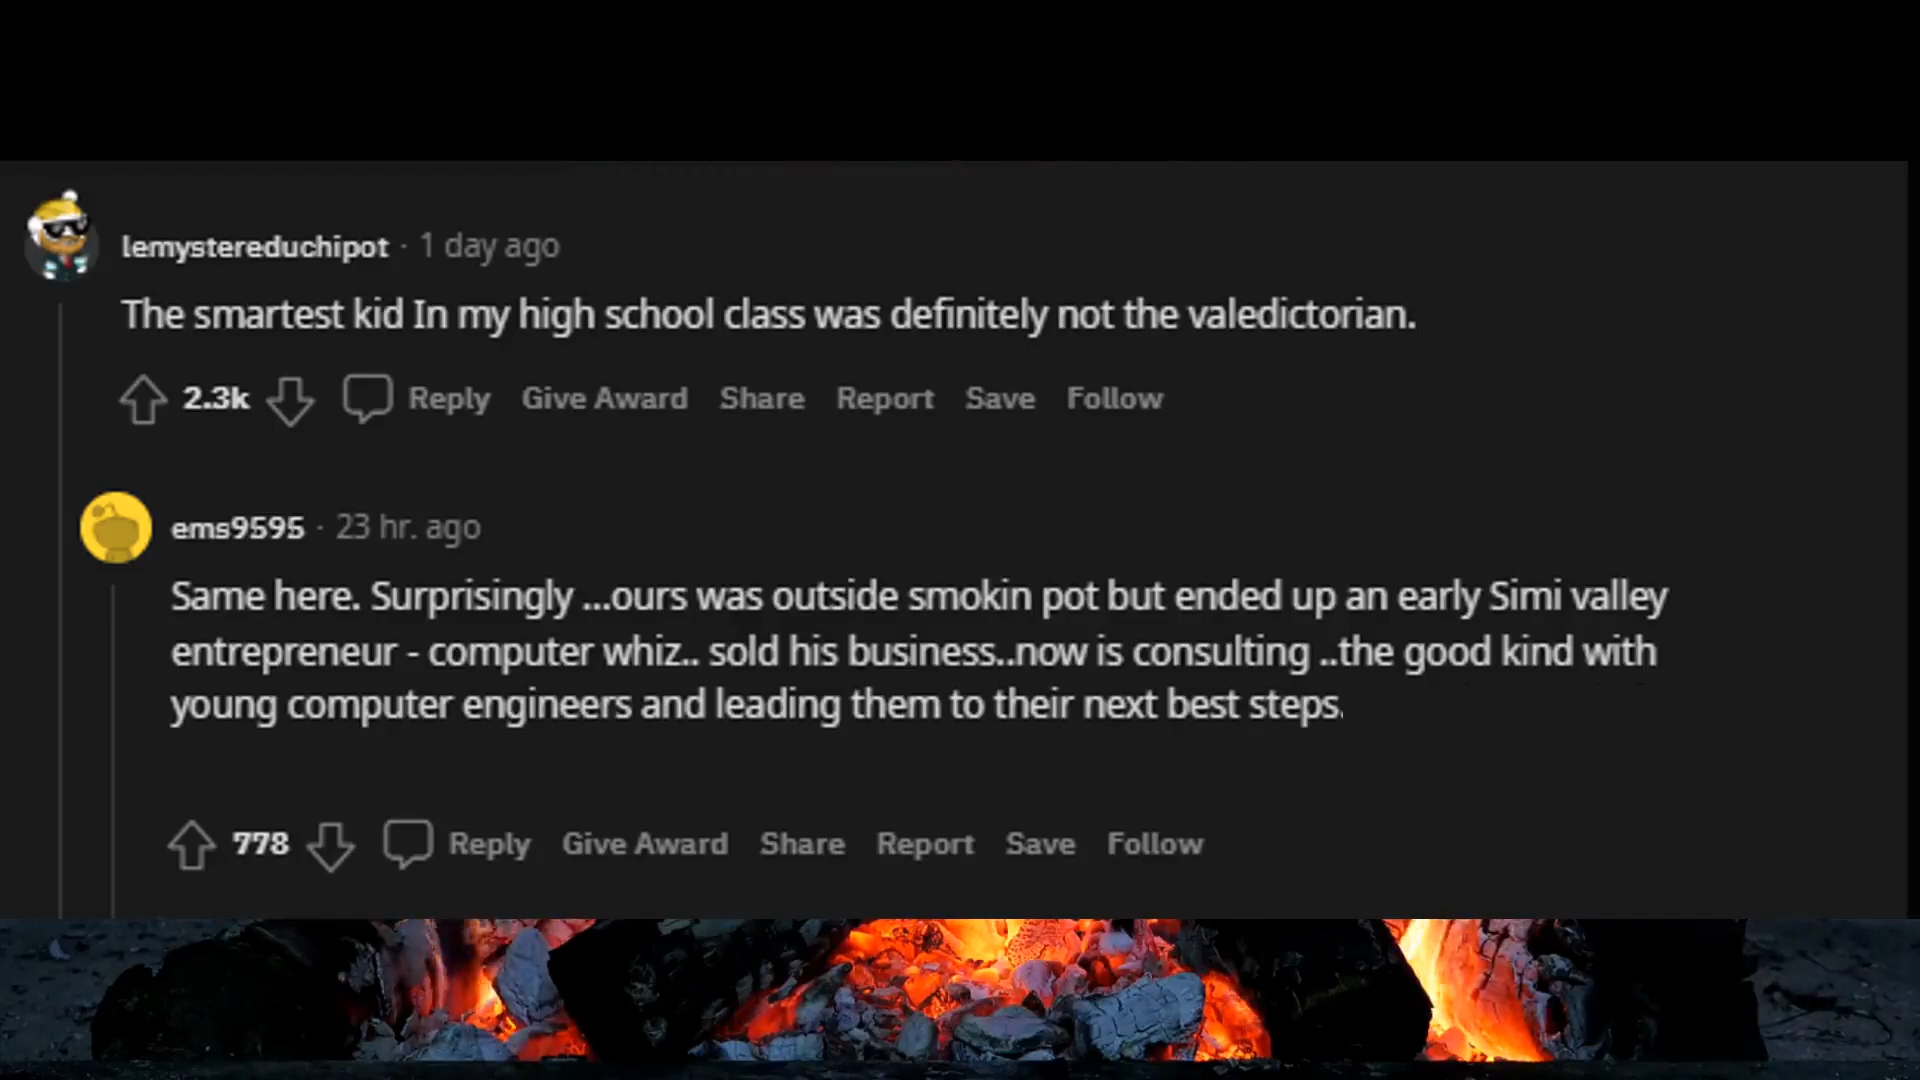 lemystereduchipot · 1 day ago
The smartest kid In my high school class was definitely not the valedictorian.
2.3k Reply Give Award Share Report Save Follow
ems9595 · 23 hr. ago
Same here. Surprisingly ...ours was outside smokin pot but ended up an early Simi valley
entrepreneur - computer whiz.. sold his business..now is consulting ..the good kind with
young computer engineers and leading them to their next best steps.
778 Reply Give Award Share Report Save Follow